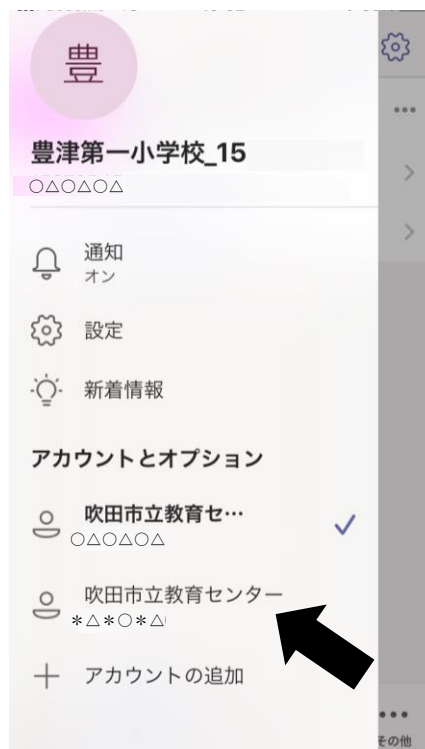 豊
豊津第一小学校_15
○△○△○△
通知
オン
設定
新着情報
アカウントとオプション
吹田市立教育セ…
○△○△○△
吹田市立教育センター
＊△＊○＊△
アカウントの追加
その他